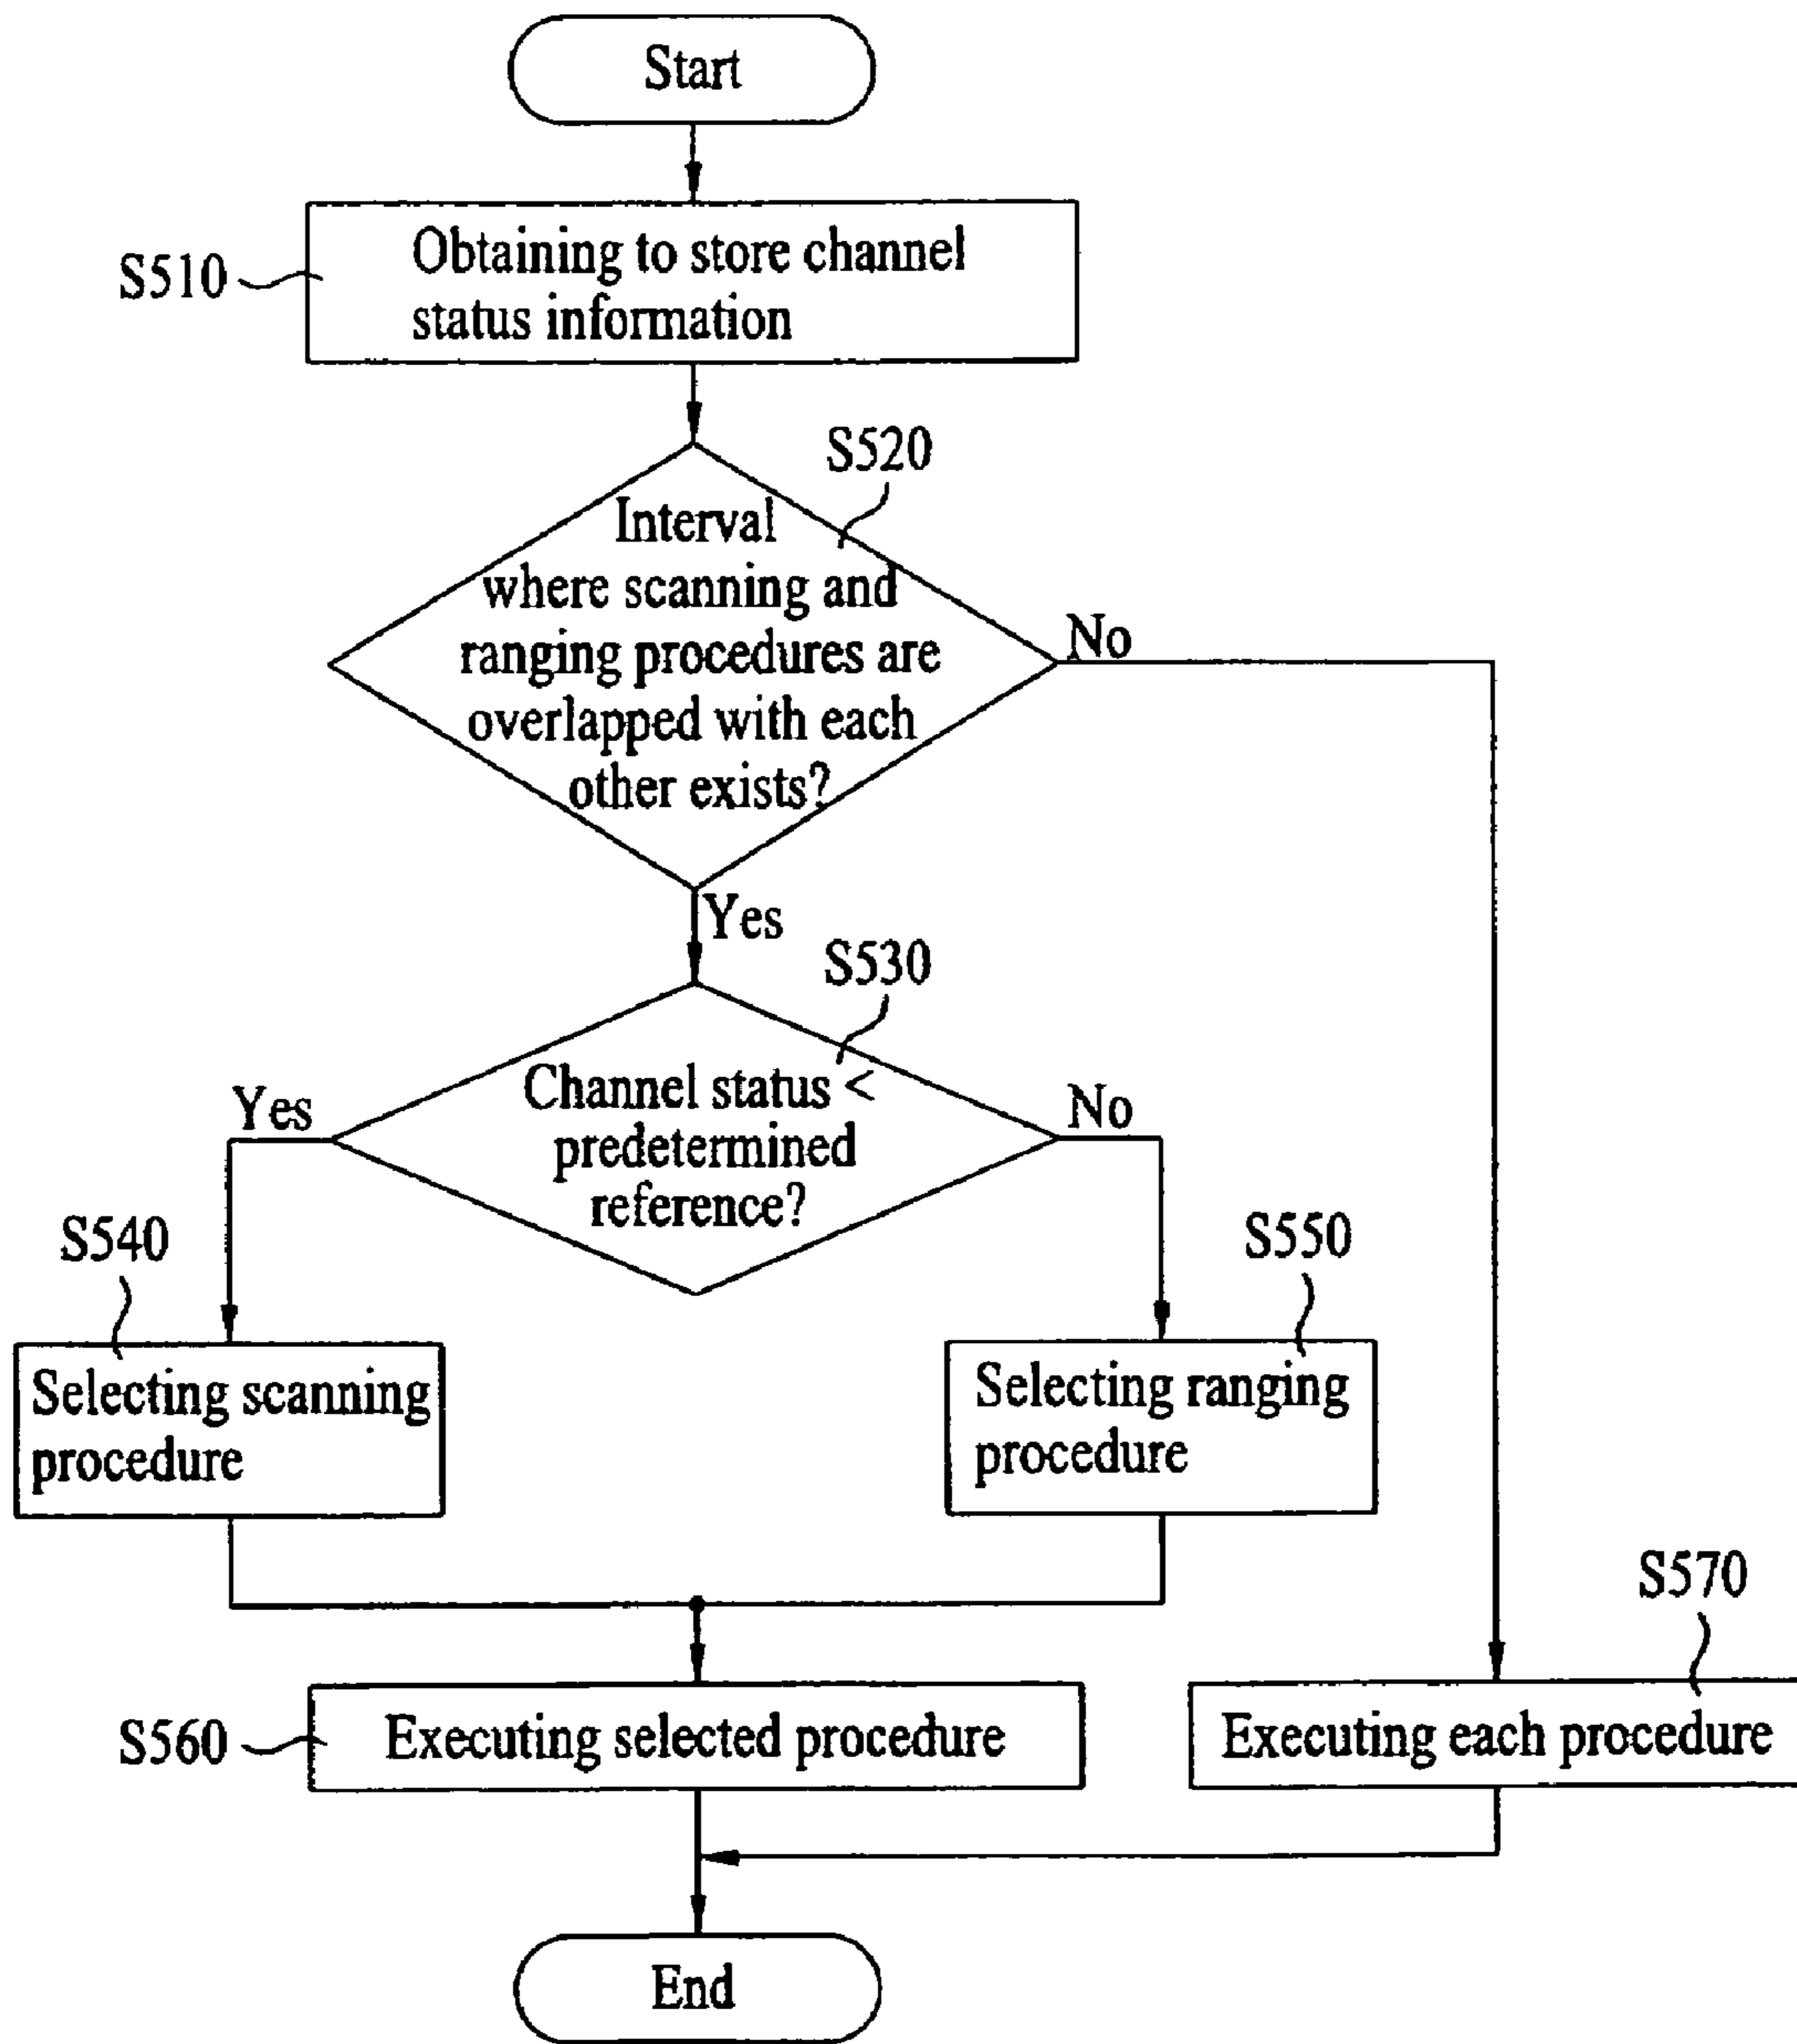 Start
S510
Obtaining to store channel
status information
S520
Interval
where scanning and
ranging procedures are
overlapped with each
other exists?
No
Yes
S530
Channel status <
predetermined
reference?
Yes
No
S540
Selecting scanning
procedure
S550
Selecting ranging
procedure
S560
Executing selected procedure
S570
Executing each procedure
End